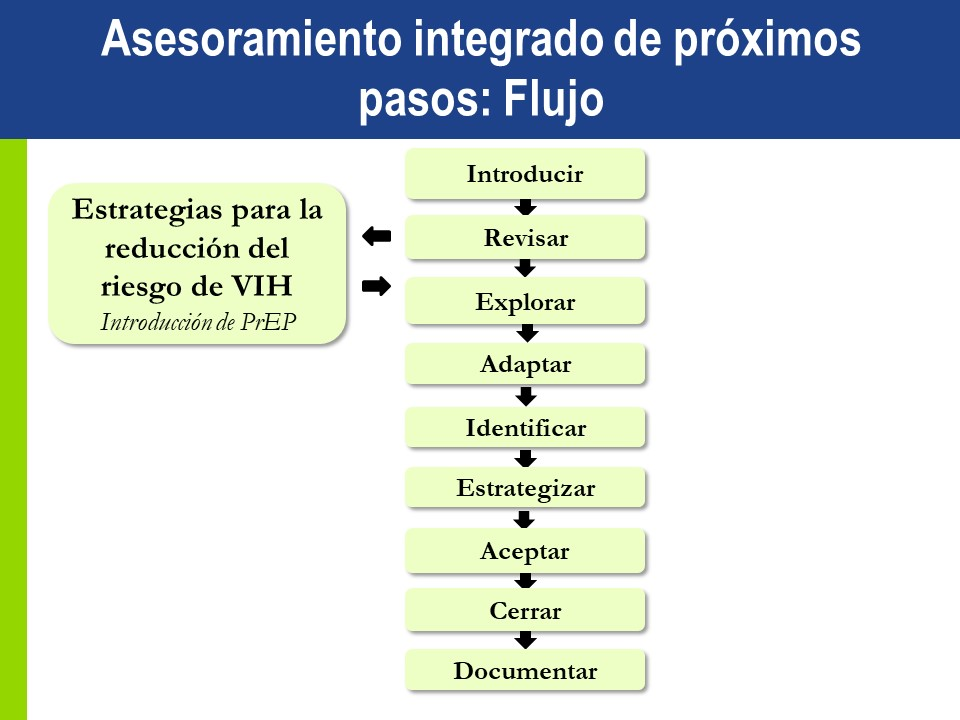 Asesoramiento integrado de próximos
pasos: Flujo
Estrategias para la
reducción del
riesgo de VIH
Introducción de PrEP
Introducir
Revisar
Explorar
Adaptar
Identificar
Estrategizar
Aceptar
Cerrar
Documentar